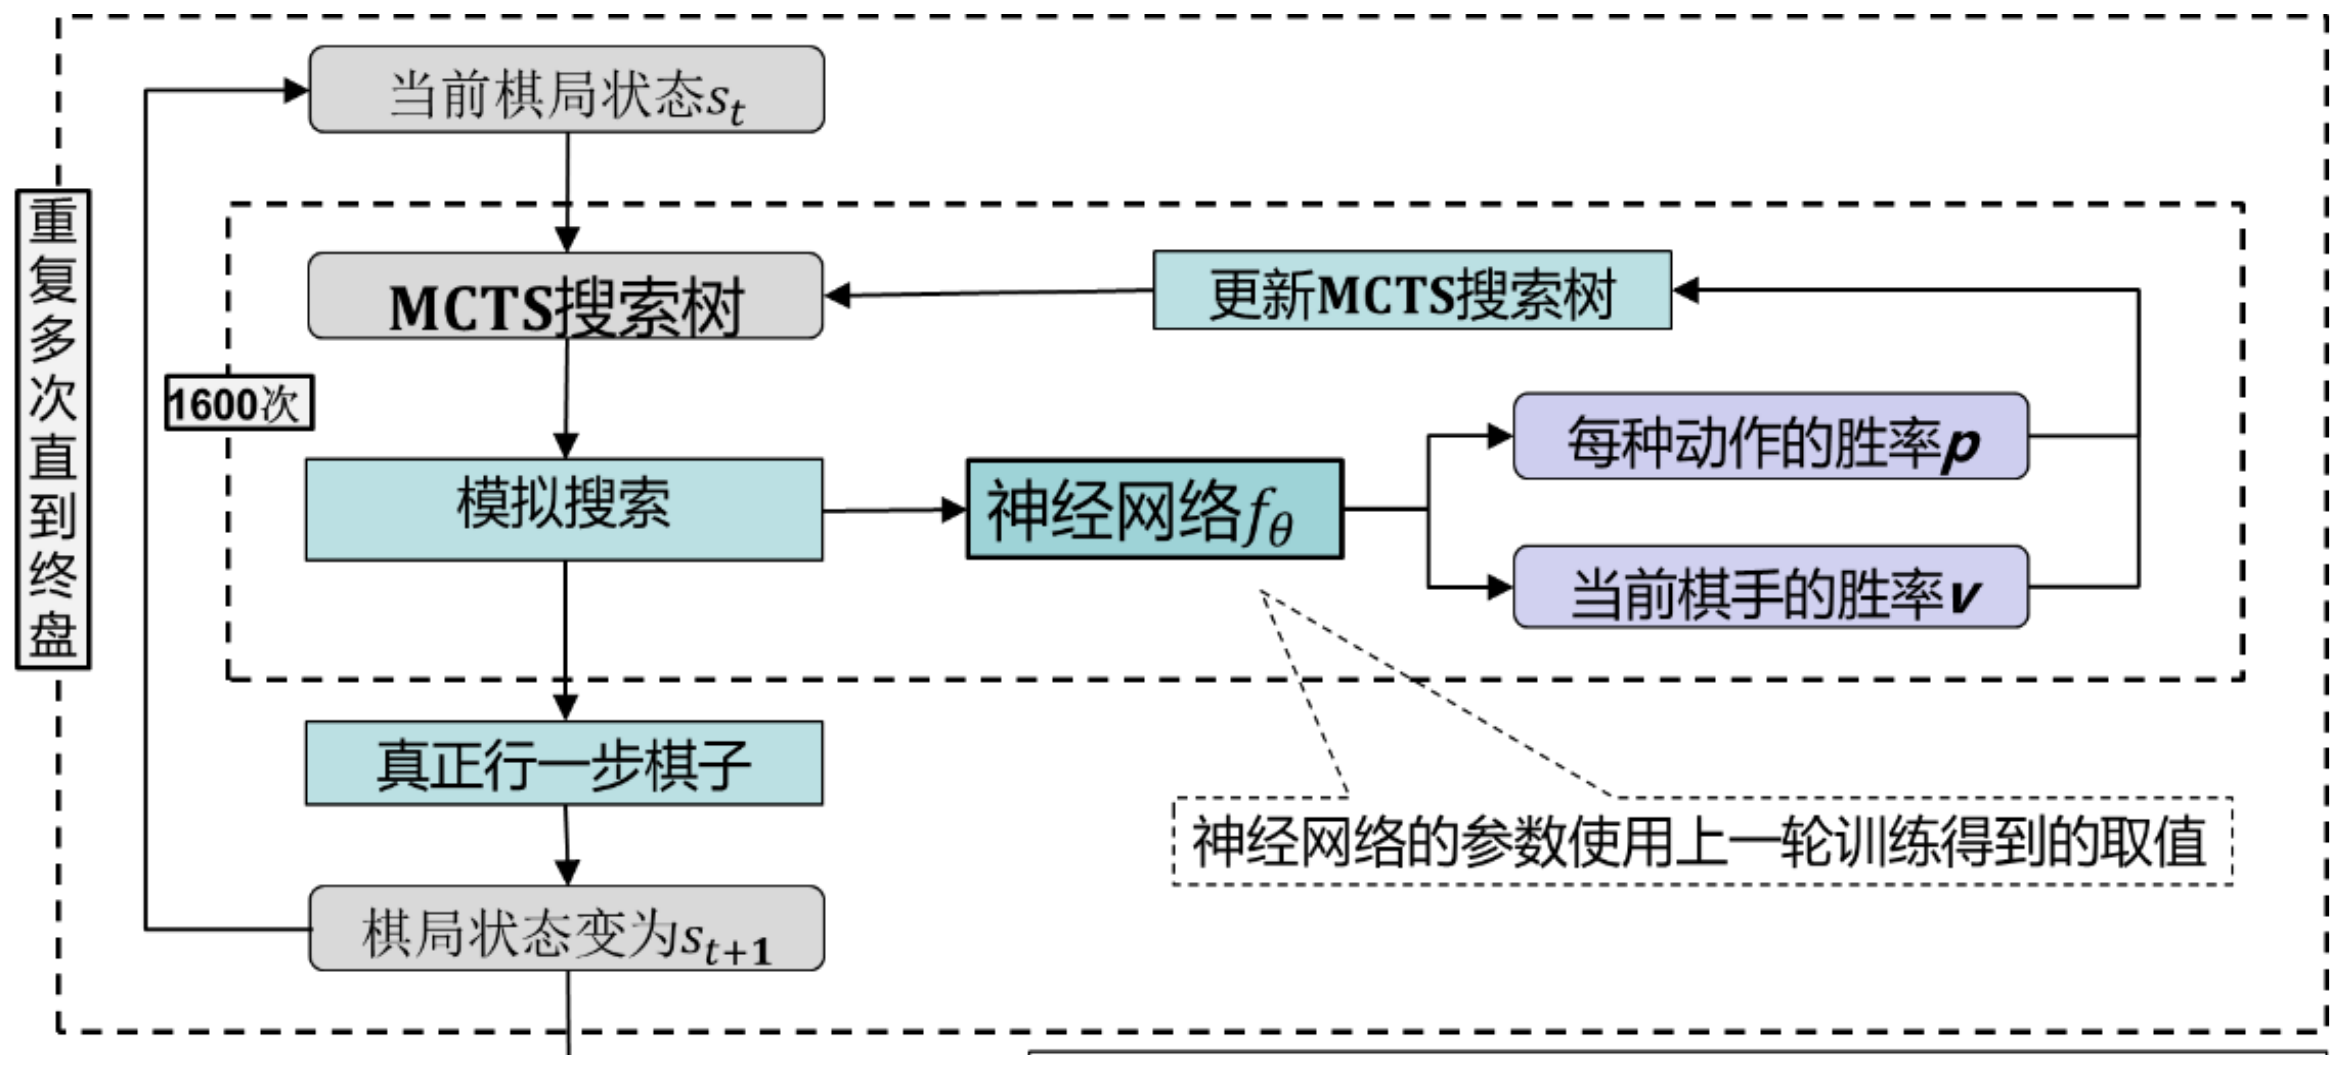 当前棋局状态s_t
重复多次直到终盘
MCTS搜索树
更新MCTS搜索树
1600次
每种动作的胜率p
模拟搜索
神经网络f_θ
当前棋手的胜率v
真正行一步棋子
神经网络的参数使用上一轮训练得到的取值
棋局状态变为s_{t+1}